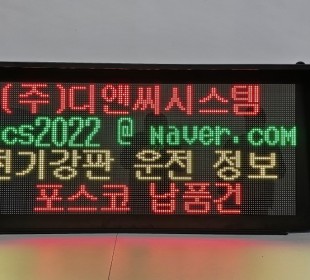 (주)디앤씨시스템
cs2022 @ naver.com
전기강판 운전 정보
포스코 납품건